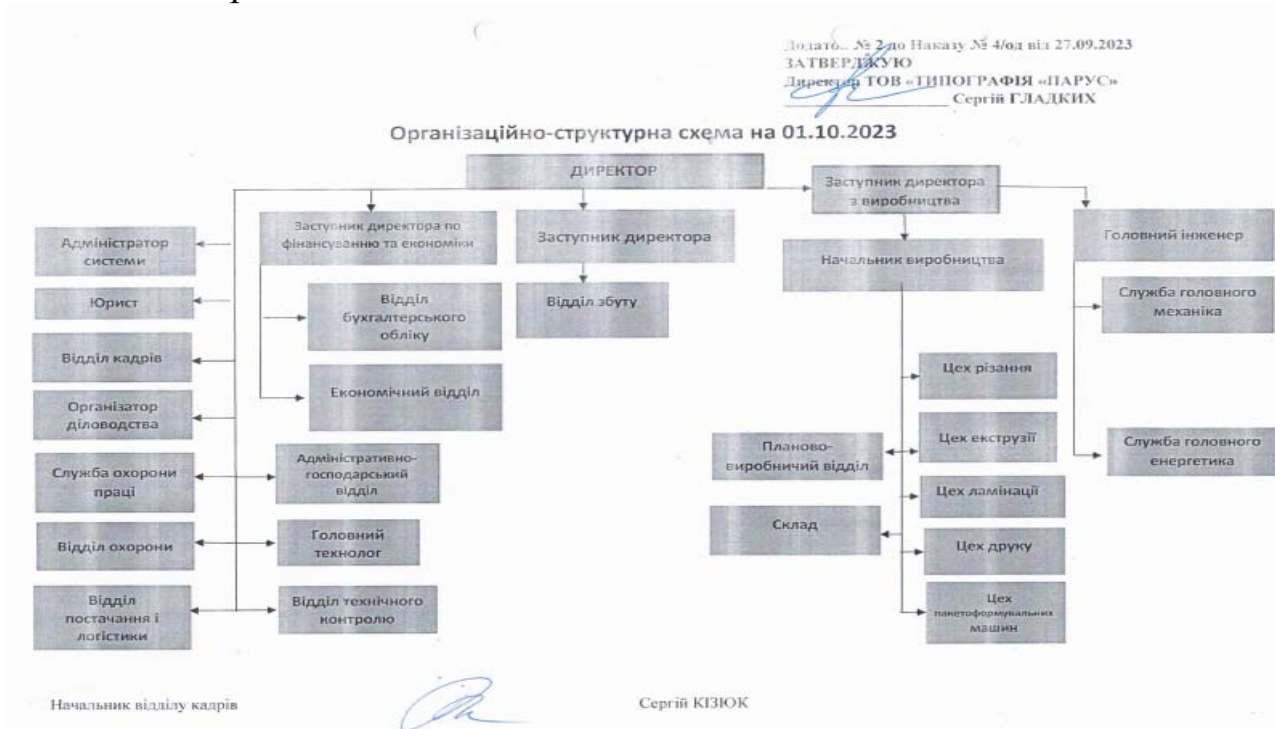 № 2 до Наказу № 4/од від 27.09.2023
ЗАТВЕРДЖУЮ
Директор ТОВ «ТИПОГРАФІЯ «ПАРУС»
Сергій ГЛАДКИХ
Організаційно-структурна схема на 01.10.2023
ДИРЕКТОР
Заступник директора
з виробництва
Заступник директора по
фінансуванню та економіки
Заступник директора
Начальник виробництва
Головний інженер
Адміністратор
системи
Юрист
Відділ кадрів
Організатор
діловодства
Служба охорони
праці
Відділ охорони
Відділ
постачання і
логістики
Відділ
бухгалтерського
обліку
Економічний відділ
Адміністративно-
господарський
відділ
Головний
технолог
Відділ технічного
контролю
Відділ збуту
Планово-
виробничий відділ
Склад
Цех різання
Цех екструзії
Цех ламінації
Цех друку
Цех
пакетоформувальних
машин
Служба головного
механіка
Служба головного
енергетика
Начальник відділу кадрів
Сергій КІЗЮК